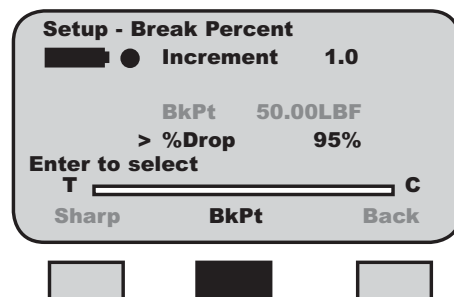 Setup - Break Percent
Increment 1.0
BkPt 50.00LBF
> %Drop 95%
Enter to select
T C
Sharp BkPt Back